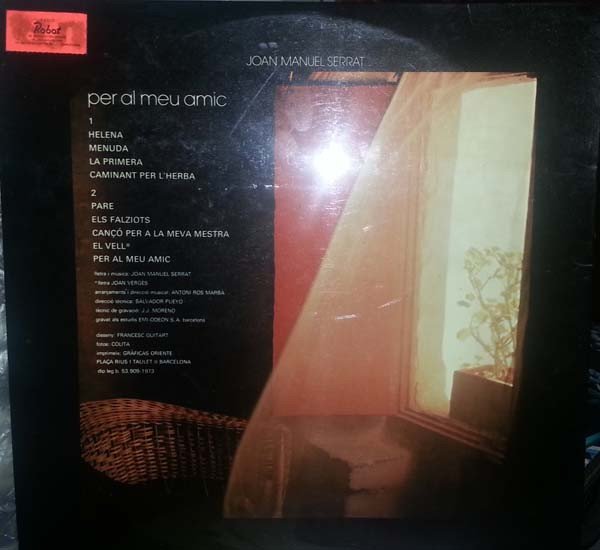 Robot
JOAN MANUEL SERRAT
per al meu amic
1
HELENA
MENUDA
LA PRIMERA
CAMINANT PER L'HERBA
2
PARE
ELS FALZIOTS
CANÇÓ PER A LA MEVA MESTRA
EL VELL*
PER AL MEU AMIC
lletra i música: JOAN MANUEL SERRAT
*lletra JOAN VERGES
arranjaments i direcció musical: ANTONI ROS MARBA
direcció tècnica: SALVADOR PUEYO
tècnic de gravació: J.J. MORENO
gravat als estudis EMI-ODEON S.A. barcelona
disseny: FRANCESC GUITART
fotos: COLITA
imprimeix: GRÁFICAS ORIENTE
PLAÇA RIUS I TAULET 11 BARCELONA
dip leg b. 53.909-1973